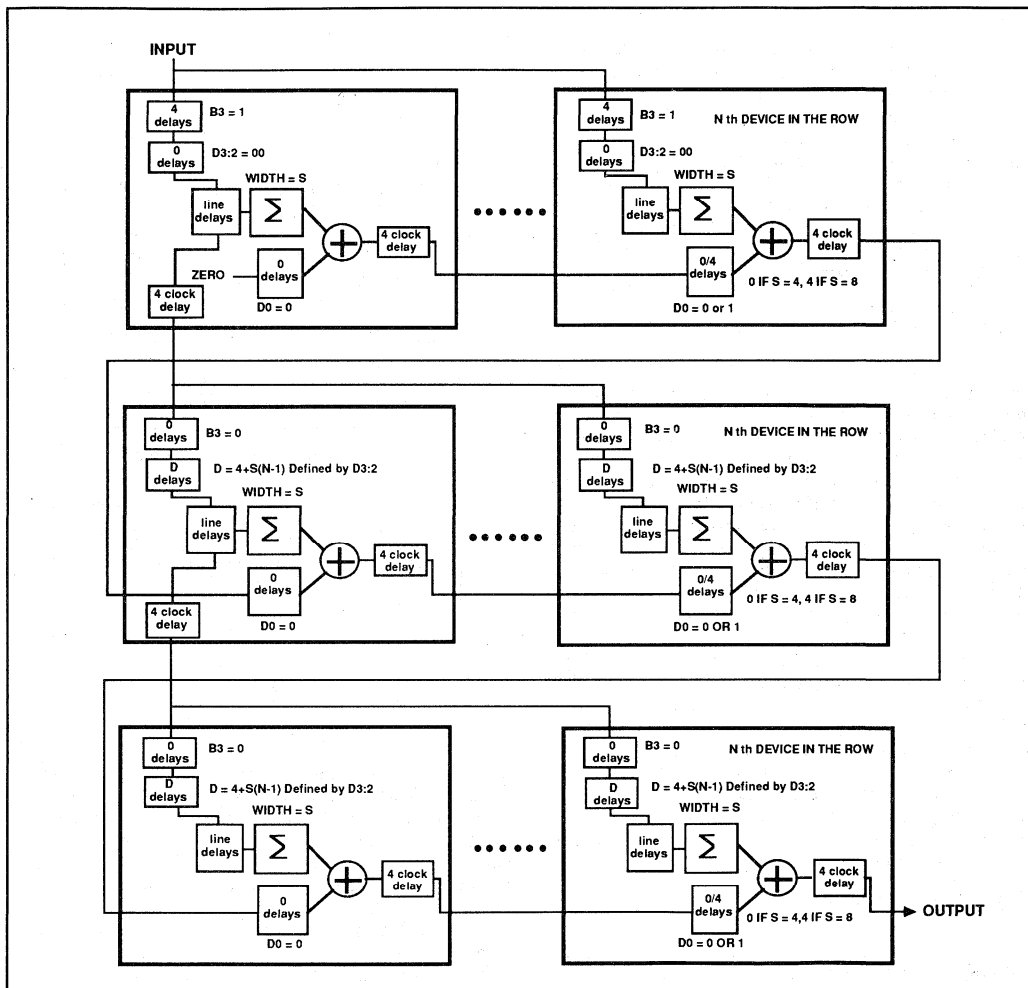 INPUT
4
delays
B3 = 1
0
delays
D3:2 = 00
WIDTH = S
line
delays
Σ
+
4 clock
delay
ZERO
0
delays
D0 = 0
4 clock
delay
4
delays
B3 = 1
N th DEVICE IN THE ROW
0
delays
D3:2 = 00
WIDTH = S
line
delays
Σ
+
4 clock
delay
0/4
delays
0 IF S = 4, 4 IF S = 8
D0 = 0 or 1
0
delays
B3 = 0
D
delays
D = 4+S(N-1) Defined by D3:2
WIDTH = S
line
delays
Σ
+
4 clock
delay
0
delays
D0 = 0
4 clock
delay
0
delays
B3 = 0
N th DEVICE IN THE ROW
D
delays
D = 4+S(N-1) Defined by D3:2
WIDTH = S
line
delays
Σ
+
4 clock
delay
0/4
delays
0 IF S = 4, 4 IF S = 8
D0 = 0 OR 1
0
delays
B3 = 0
D
delays
D = 4+S(N-1) Defined by D3:2
WIDTH = S
line
delays
Σ
+
4 clock
delay
0
delays
D0 = 0
0
delays
B3 = 0
N th DEVICE IN THE ROW
D
delays
D = 4+S(N-1) Defined by D3:2
WIDTH = S
line
delays
Σ
+
4 clock
delay
0/4
delays
0 IF S = 4,4 IF S = 8
D0 = 0 OR 1
OUTPUT